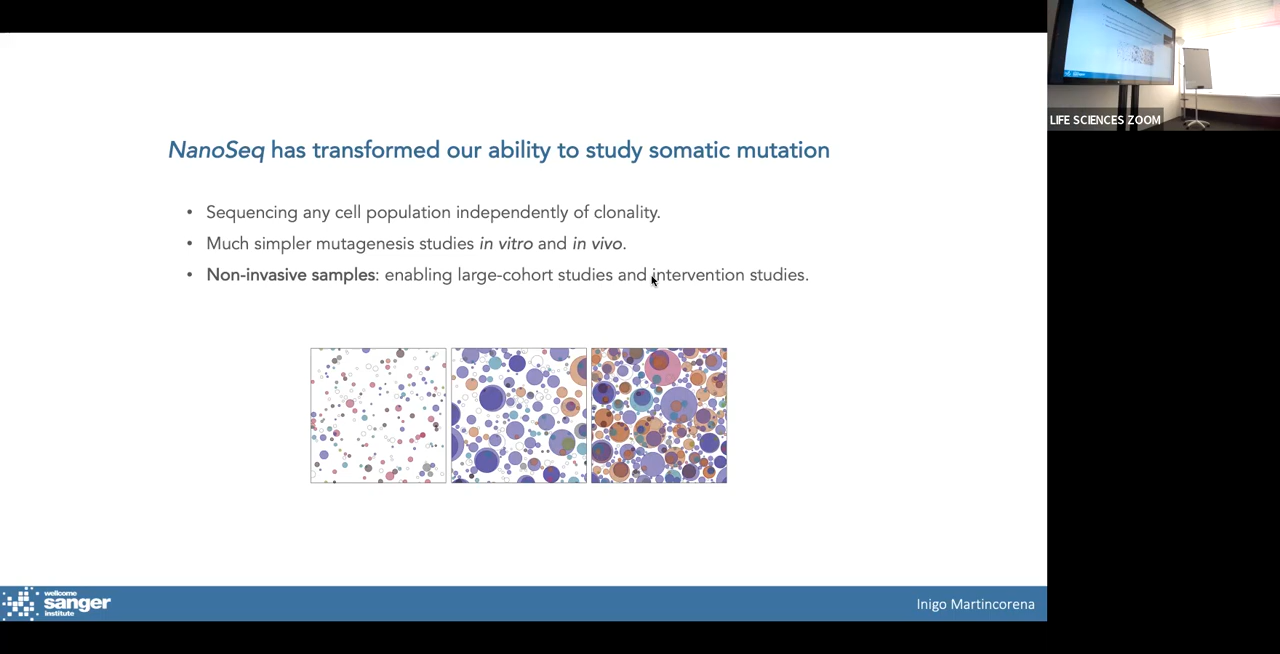 LIFE SCIENCES ZOOM
NanoSeq has transformed our ability to study somatic mutation
• Sequencing any cell population independently of clonality.
• Much simpler mutagenesis studies in vitro and in vivo.
• Non-invasive samples: enabling large-cohort studies and intervention studies.
wellcome
sanger
institute
Inigo Martincorena